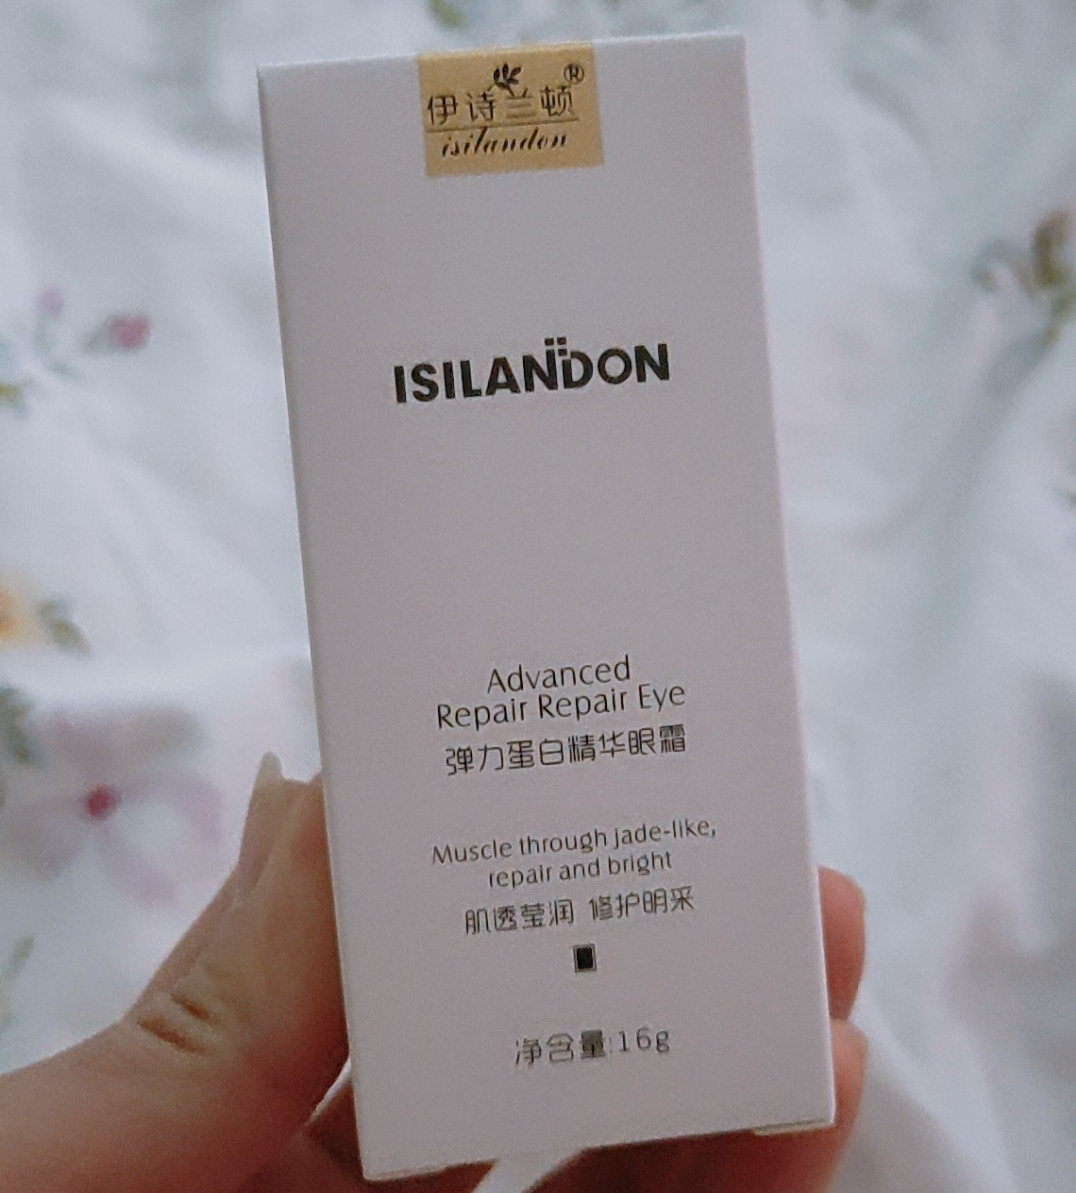 伊诗兰顿®
isilandon
ISILANDON
Advanced
Repair Repair Eye
弹力蛋白精华眼霜
Muscle through jade-like,
repair and bright
肌透莹润 修护明采
净含量:16g